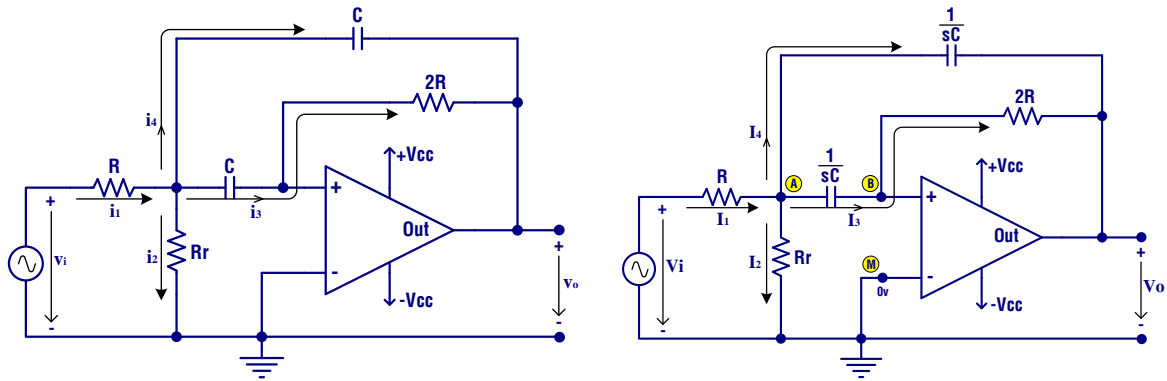 C
2R
i4
+Vcc
R
C
+
+
i1
i3
Out
vi
i2
Rr
+
-
vo
-Vcc
-
-
1
sC
2R
I4
+Vcc
1
sC
R
A
B
+
+
I1
I3
Out
Vi
I2
Rr
M
0v
-
+
Vo
-Vcc
-
-